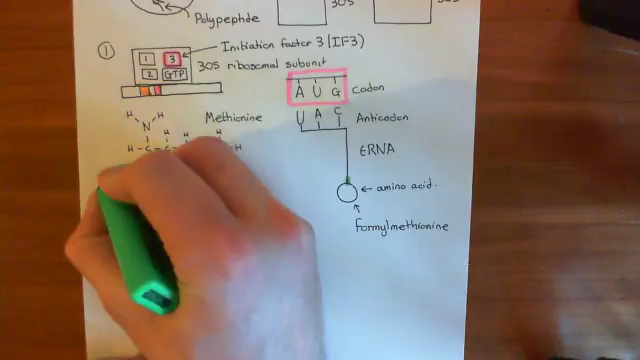 Polypeptide
30S
①
Initiation factor 3 (IF3)
1 3
2 GTP
30S ribosomal subunit
A U G Codon
H H Methionine
U A C Anticodon
N
H H
H - C - C H
tRNA
← amino acid
Formylmethionine